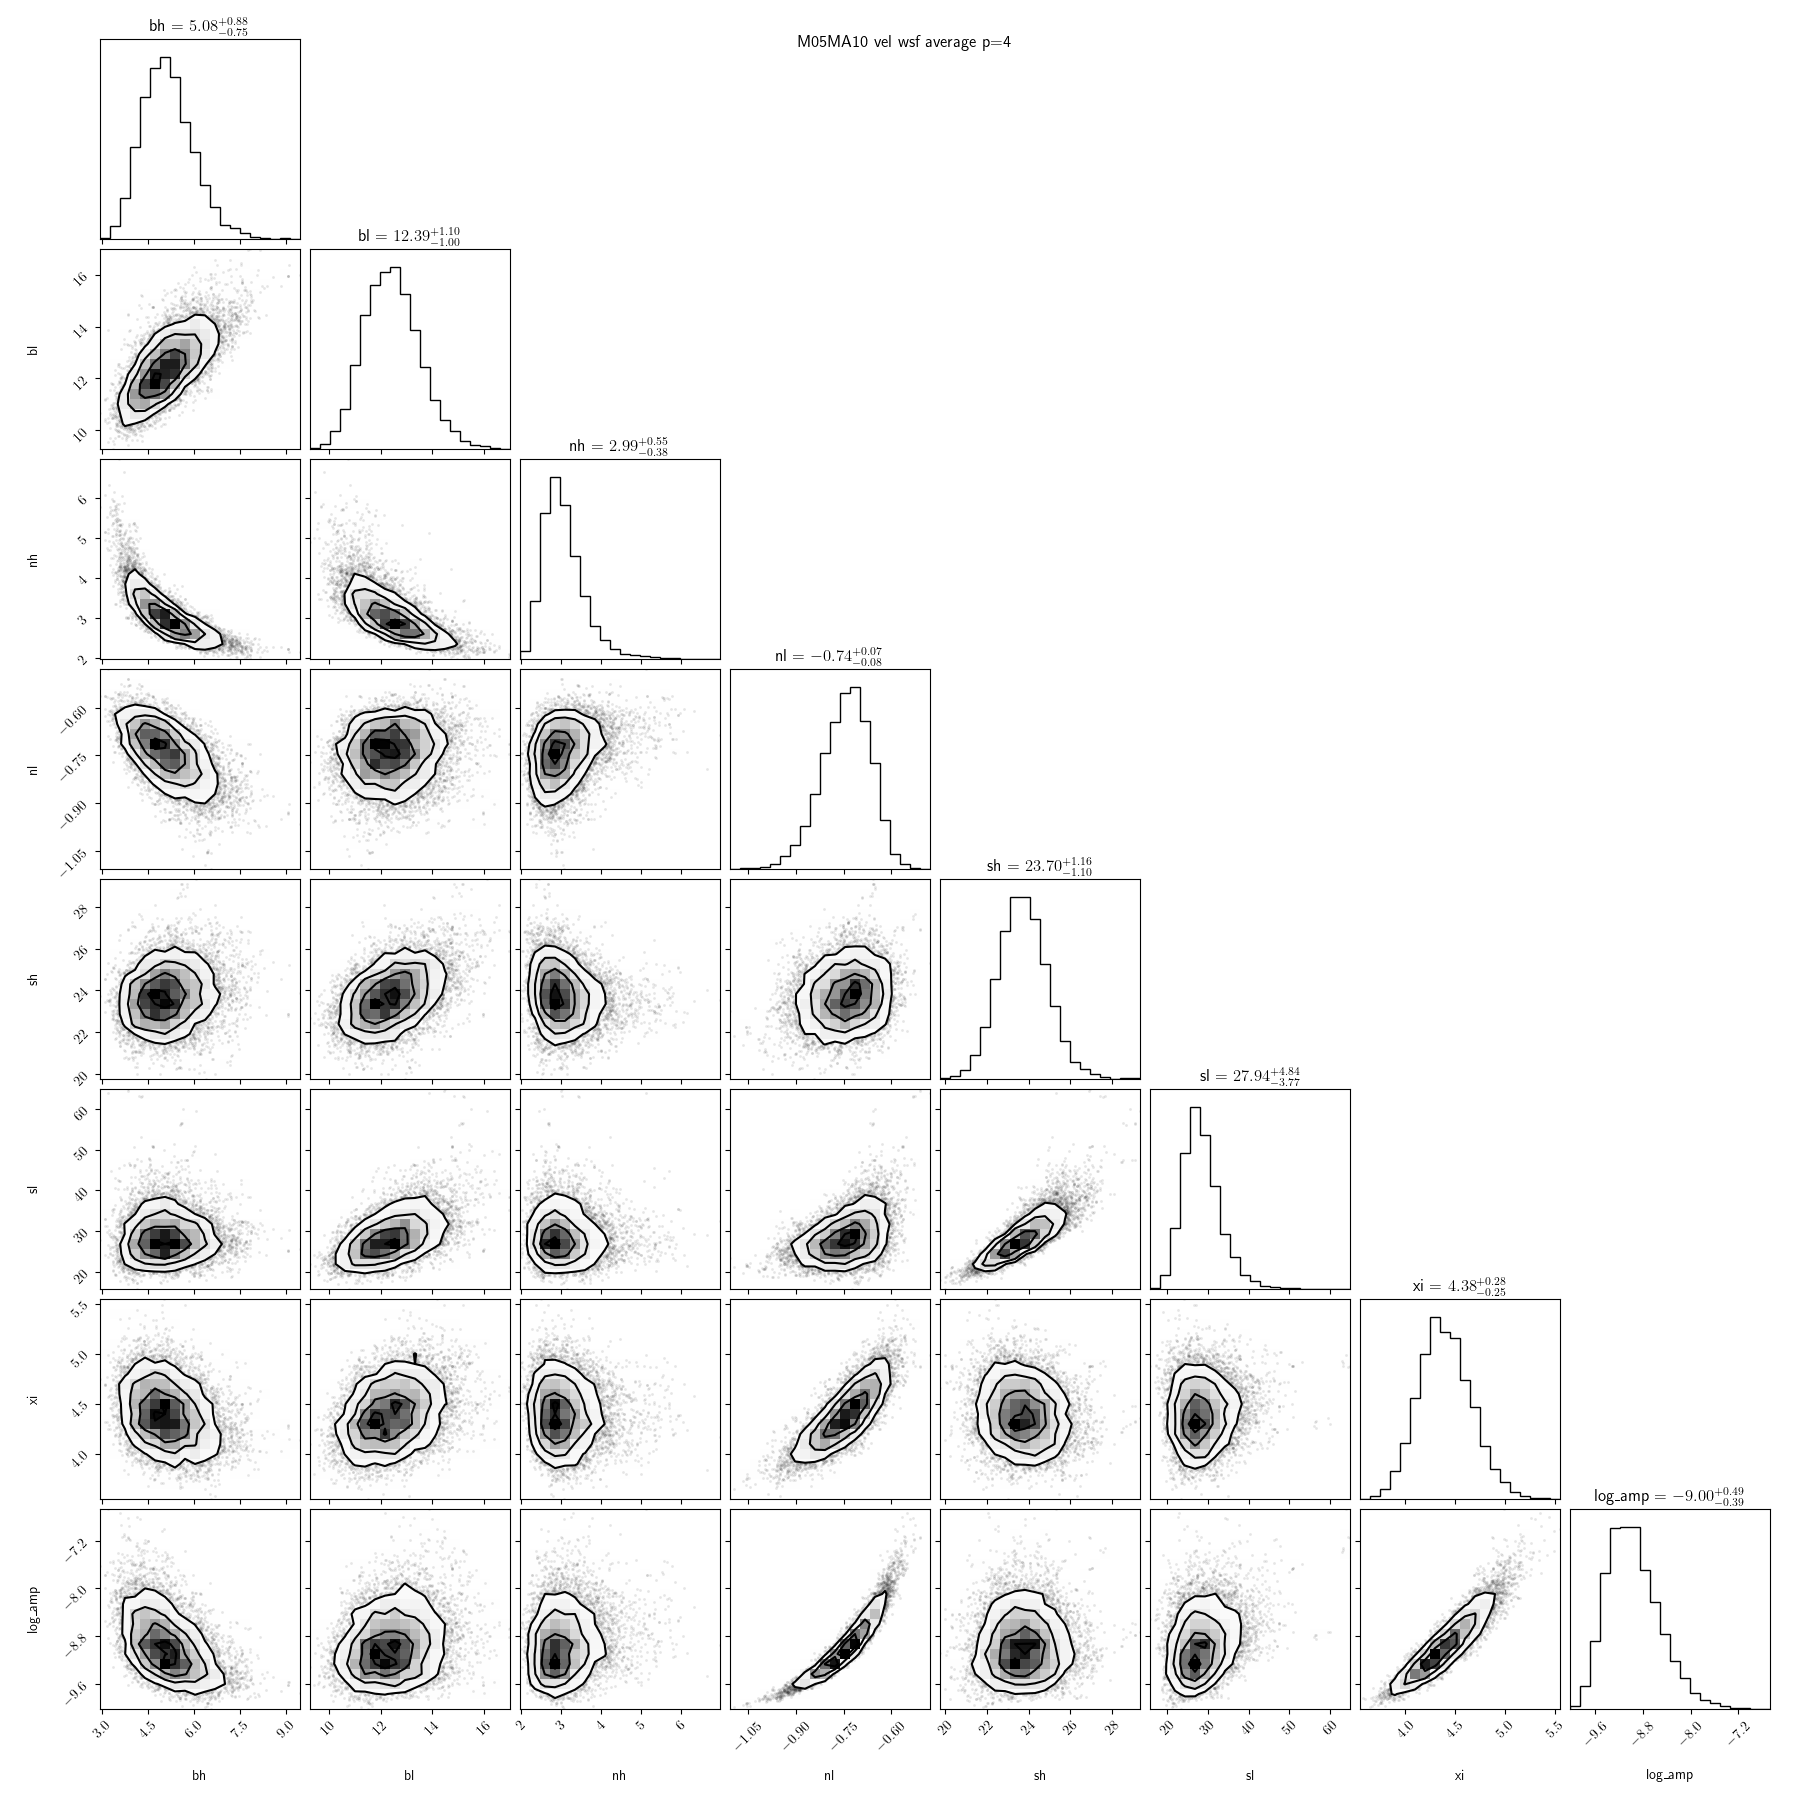 bh = 5.08+0.88−0.75
M05MA10 vel wsf average p=4
bl = 12.39+1.10−1.00
16
14
12
10
bl
nh = 2.99+0.55−0.38
6
5
4
3
2
nh
nl = −0.74+0.07−0.08
−0.60
−0.75
−0.90
−1.05
nl
sh = 23.70+1.16−1.10
28
26
24
22
20
sh
sl = 27.94+4.84−3.77
60
50
40
30
20
sl
xi = 4.38+0.28−0.25
5.5
5.0
4.5
4.0
xi
log_amp = −9.00+0.49−0.39
−7.2
−8.0
−8.8
−9.6
log_amp
3.0 4.5 6.0 7.5 9.0 10 12 14 16 2 3 4 5 6 −1.05 −0.90 −0.75 −0.60 20 22 24 26 28 20 30 40 50 60 4.0 4.5 5.0 5.5 −9.6 −8.8 −8.0 −7.2
bh bl nh nl sh sl xi log_amp